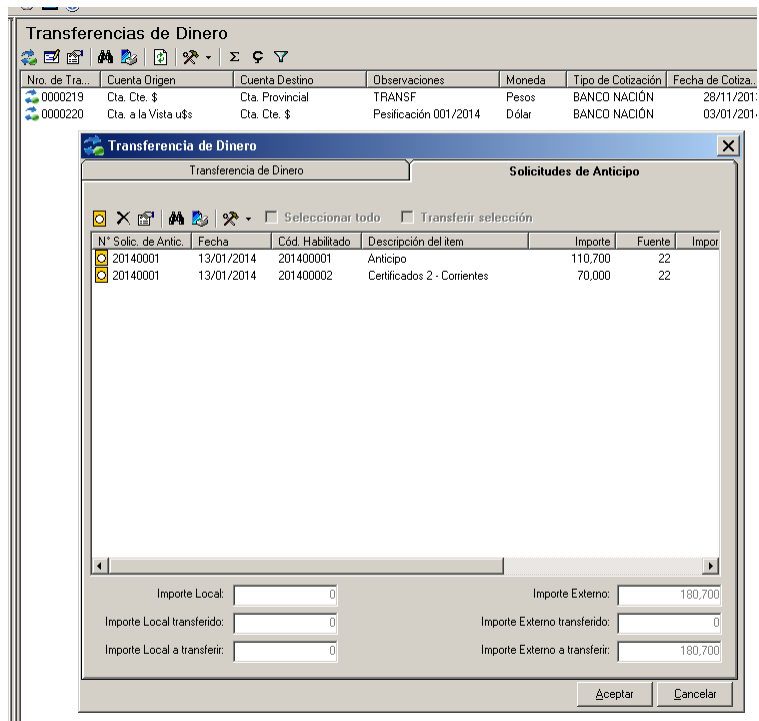 Transferencias de Dinero
Σ Ç
Nro. de Tra... Cuenta Origen Cuenta Destino Observaciones Moneda Tipo de Cotización Fecha de Cotiza..
0000219 Cta. Cte. $ Cta. Provincial TRANSF Pesos BANCO NACIÓN 28/11/201
0000220 Cta. a la Vista u$s Cta. Cte. $ Pesificación 001/2014 Dólar BANCO NACIÓN 03/01/201
Transferencia de Dinero
Transferencia de Dinero Solicitudes de Anticipo
Seleccionar todo Transferir selección
N° Solic. de Antic. Fecha Cód. Habilitado Descripción del item Importe Fuente Impor
20140001 13/01/2014 201400001 Anticipo 110,700 22
20140001 13/01/2014 201400002 Certificados 2 - Corrientes 70,000 22
Importe Local: 0 Importe Externo: 180,700
Importe Local transferido: 0 Importe Externo transferido: 0
Importe Local a transferir: 0 Importe Externo a transferir: 180,700
Aceptar Cancelar